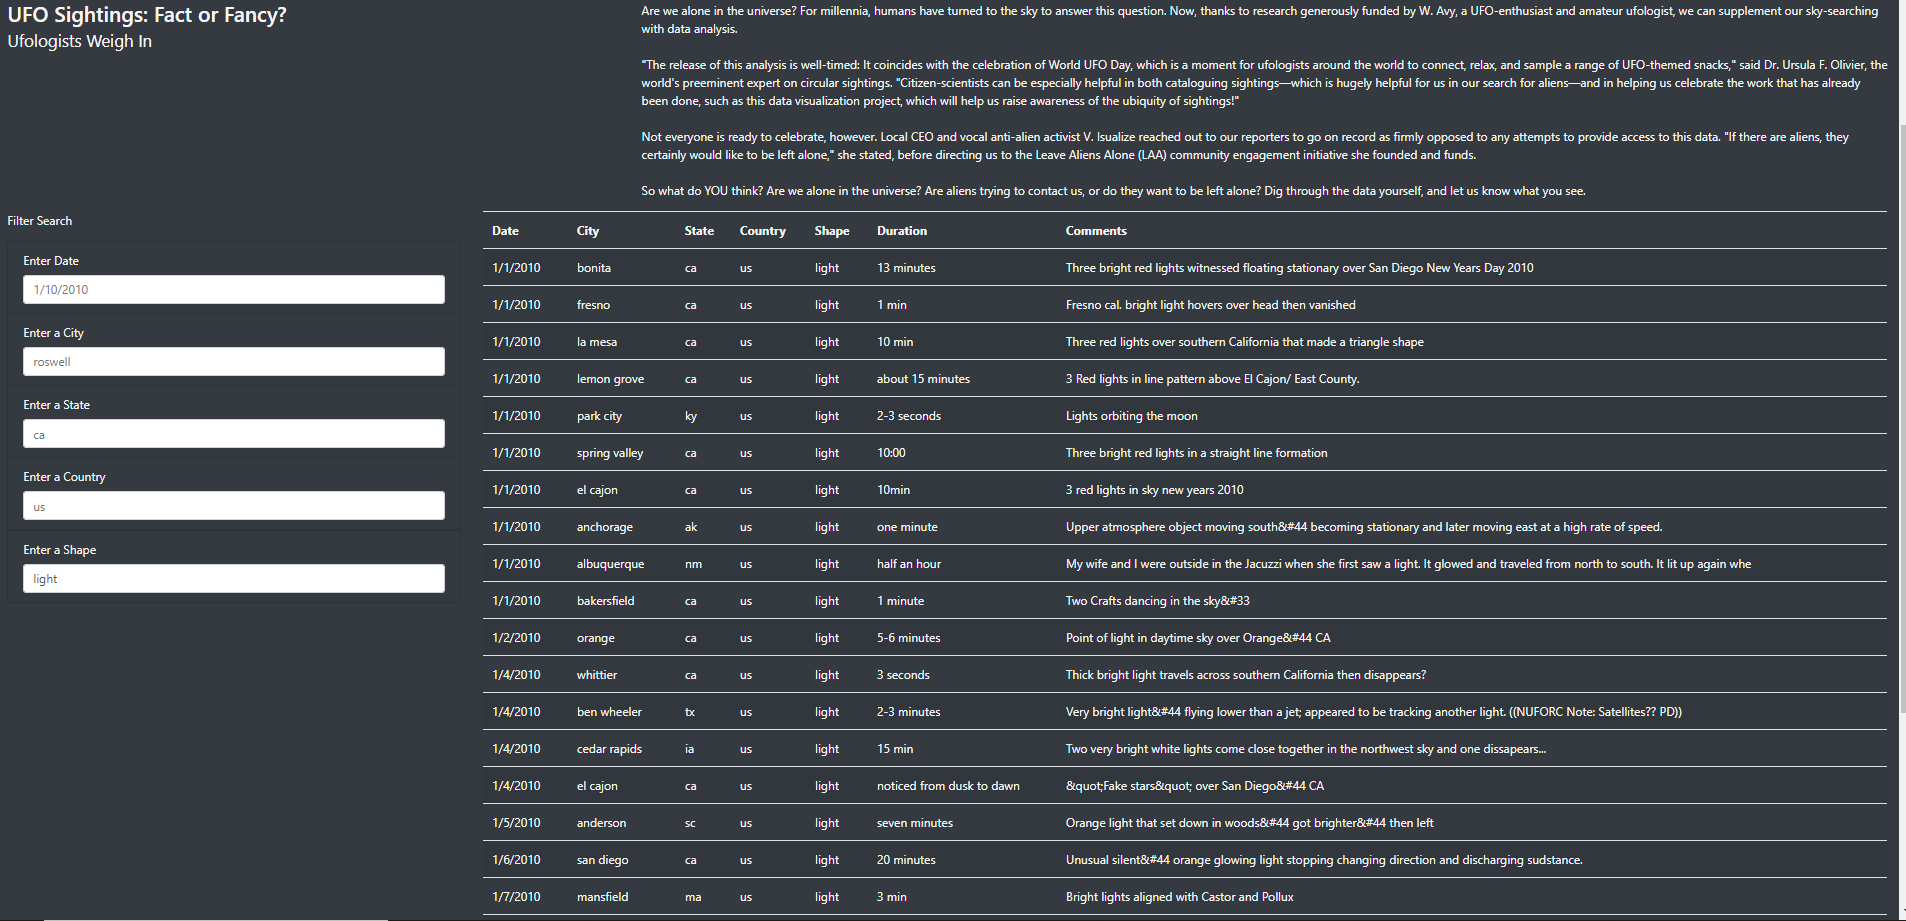 UFO Sightings: Fact or Fancy?
Ufologists Weigh In
Are we alone in the universe? For millennia, humans have turned to the sky to answer this question. Now, thanks to research generously funded by W. Avy, a UFO-enthusiast and amateur ufologist, we can supplement our sky-searching
with data analysis.
"The release of this analysis is well-timed: It coincides with the celebration of World UFO Day, which is a moment for ufologists around the world to connect, relax, and sample a range of UFO-themed snacks," said Dr. Ursula F. Olivier, the
world's preeminent expert on circular sightings. "Citizen-scientists can be especially helpful in both cataloguing sightings—which is hugely helpful for us in our search for aliens—and in helping us celebrate the work that has already
been done, such as this data visualization project, which will help us raise awareness of the ubiquity of sightings!"
Not everyone is ready to celebrate, however. Local CEO and vocal anti-alien activist V. Isualize reached out to our reporters to go on record as firmly opposed to any attempts to provide access to this data. "If there are aliens, they
certainly would like to be left alone," she stated, before directing us to the Leave Aliens Alone (LAA) community engagement initiative she founded and funds.
So what do YOU think? Are we alone in the universe? Are aliens trying to contact us, or do they want to be left alone? Dig through the data yourself, and let us know what you see.
Filter Search
Enter Date
1/10/2010
Enter a City
roswell
Enter a State
ca
Enter a Country
us
Enter a Shape
light
Date City State Country Shape Duration Comments
1/1/2010 bonita ca us light 13 minutes Three bright red lights witnessed floating stationary over San Diego New Years Day 2010
1/1/2010 fresno ca us light 1 min Fresno cal. bright light hovers over head then vanished
1/1/2010 la mesa ca us light 10 min Three red lights over southern California that made a triangle shape
1/1/2010 lemon grove ca us light about 15 minutes 3 Red lights in line pattern above El Cajon/ East County.
1/1/2010 park city ky us light 2-3 seconds Lights orbiting the moon
1/1/2010 spring valley ca us light 10:00 Three bright red lights in a straight line formation
1/1/2010 el cajon ca us light 10min 3 red lights in sky new years 2010
1/1/2010 anchorage ak us light one minute Upper atmosphere object moving south&#44 becoming stationary and later moving east at a high rate of speed.
1/1/2010 albuquerque nm us light half an hour My wife and I were outside in the Jacuzzi when she first saw a light. It glowed and traveled from north to south. It lit up again whe
1/1/2010 bakersfield ca us light 1 minute Two Crafts dancing in the sky&#33
1/2/2010 orange ca us light 5-6 minutes Point of light in daytime sky over Orange&#44 CA
1/4/2010 whittier ca us light 3 seconds Thick bright light travels across southern California then disappears?
1/4/2010 ben wheeler tx us light 2-3 minutes Very bright light&#44 flying lower than a jet; appeared to be tracking another light. ((NUFORC Note: Satellites?? PD))
1/4/2010 cedar rapids ia us light 15 min Two very bright white lights come close together in the northwest sky and one dissapears...
1/4/2010 el cajon ca us light noticed from dusk to dawn &quot;Fake stars&quot; over San Diego&#44 CA
1/5/2010 anderson sc us light seven minutes Orange light that set down in woods&#44 got brighter&#44 then left
1/6/2010 san diego ca us light 20 minutes Unusual silent&#44 orange glowing light stopping changing direction and discharging sudstance.
1/7/2010 mansfield ma us light 3 min Bright lights aligned with Castor and Pollux